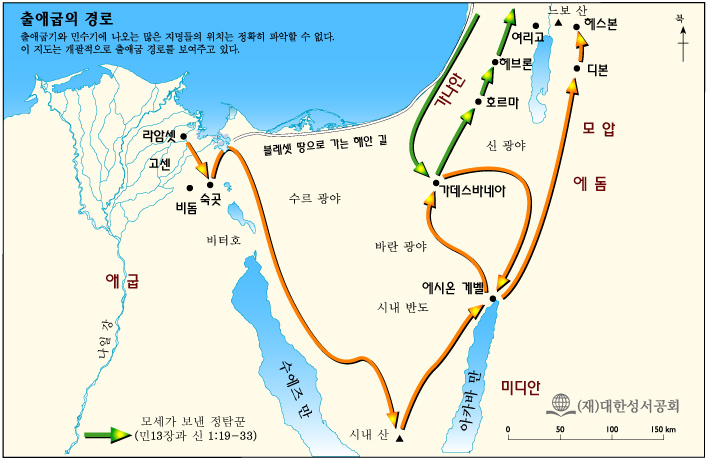 출애굽의 경로
출애굽기와 민수기에 나오는 많은 지명들의 위치는 정확히 파악할 수 없다.
이 지도는 개괄적으로 출애굽 경로를 보여주고 있다.
느보 산
헤스본
북
여리고
헤브론
디본
가나안
호르마
라암셋
모압
블레셋 땅으로 가는 해안 길
신 광야
고센
에돔
가데스바네아
숙곳
비돔
수르 광야
비터호
바란 광야
애굽
에시온 게벨
시내 반도
나일 강
수에즈 만
아카바 만
미디안
(재)대한성서공회
모세가 보낸 정탐꾼
(민13장과 신 1:19-33)
시내 산
0 50 100 150 km